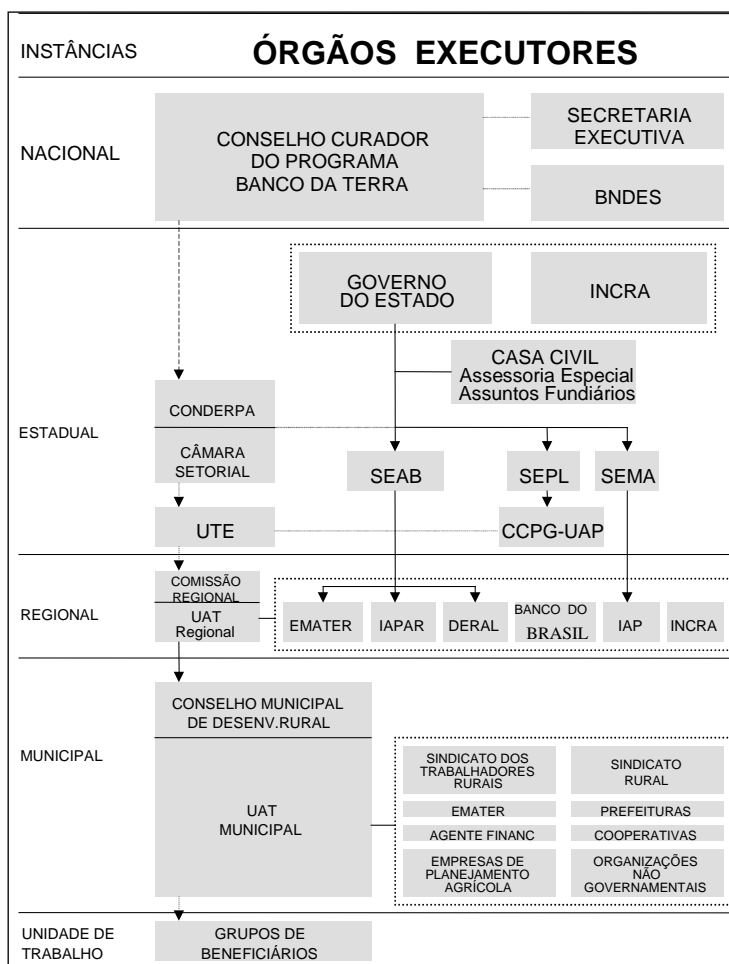 INSTÂNCIAS
ÓRGÃOS EXECUTORES
NACIONAL
CONSELHO CURADOR
DO PROGRAMA
BANCO DA TERRA
SECRETARIA
EXECUTIVA
BNDES
ESTADUAL
GOVERNO
DO ESTADO
INCRA
CASA CIVIL
Assessoria Especial
Assuntos Fundiários
CONDERPA
CÂMARA
SETORIAL
SEAB
SEPL
SEMA
UTE
CCPG-UAP
REGIONAL
COMISSÃO
REGIONAL
UAT
Regional
EMATER
IAPAR
DERAL
BANCO DO
BRASIL
IAP
INCRA
MUNICIPAL
CONSELHO MUNICIPAL
DE DESENV.RURAL
UAT
MUNICIPAL
SINDICATO DOS
TRABALHADORES
RURAIS
SINDICATO
RURAL
EMATER
PREFEITURAS
AGENTE FINANC
COOPERATIVAS
EMPRESAS DE
PLANEJAMENTO
AGRÍCOLA
ORGANIZAÇÕES
NÃO
GOVERNAMENTAIS
UNIDADE DE
TRABALHO
GRUPOS DE
BENEFICIÁRIOS